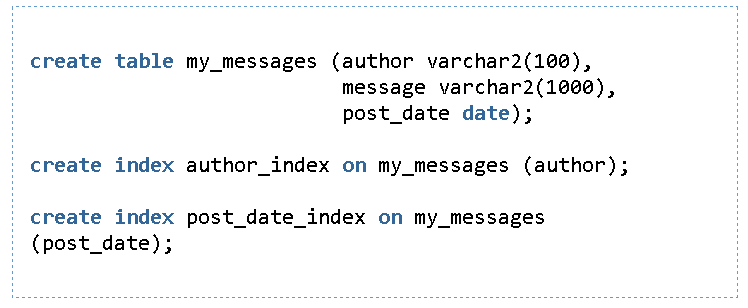 create table my_messages (author varchar2(100),
message varchar2(1000),
post_date date);
create index author_index on my_messages (author);
create index post_date_index on my_messages
(post_date);